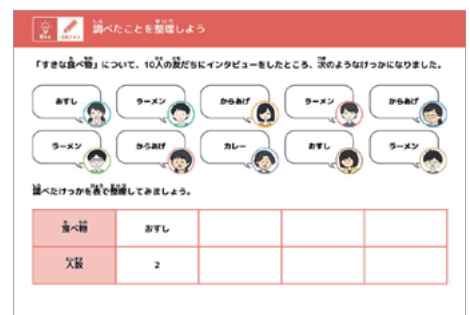 調べたことを整理しよう
「すきな食べ物」について、10人の友だちにインタビューをしたところ、次のようなけっかになりました。
おすし
ラーメン
からあげ
ラーメン
からあげ
ラーメン
からあげ
カレー
おすし
ラーメン
調べたけっかを表で整理してみましょう。
食べ物 おすし
人数 2